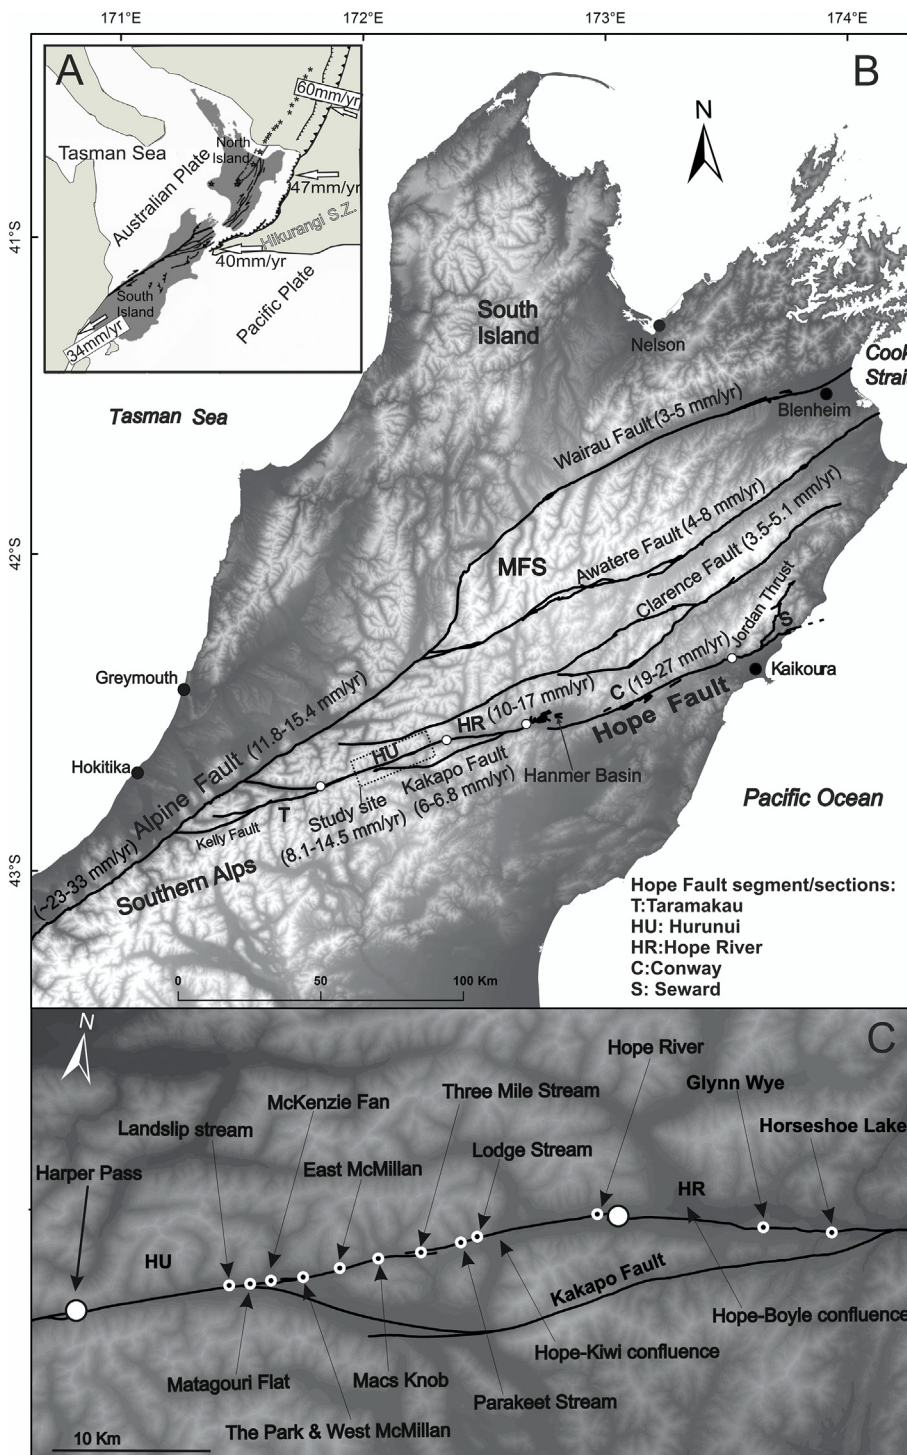 171°E
172°E
173°E
174°E
A
B
N
60mm/yr
Tasman Sea
North
Island
Australian Plate
47mm/yr
Hikurangi S.Z.
40mm/yr
South
Island
Pacific Plate
34mm/yr
41°S
42°S
43°S
South
Island
Nelson
Cook
Strai
Blenheim
Tasman Sea
Wairau Fault (3-5 mm/yr)
MFS
Awatere Fault (4-8 mm/yr)
Clarence Fault (3.5-5.1 mm/yr)
Jordan Thrust
S
Greymouth
Kaikoura
C (19-27 mm/yr)
HR (10-17 mm/yr)
Hope Fault
Hokitika
Alpine Fault (11.8-15.4 mm/yr)
HU
Hanmer Basin
Kakapo Fault
(6-6.8 mm/yr)
T
Study site
(8.1-14.5 mm/yr)
Kelly Fault
Pacific Ocean
(~23-33 mm/yr)
Southern Alps
Hope Fault segment/sections:
T:Taramakau
HU: Hurunui
HR:Hope River
C:Conway
S: Seward
0
50
100 Km
N
C
Hope River
Three Mile Stream
Glynn Wye
McKenzie Fan
Landslip stream
Horseshoe Lake
Lodge Stream
East McMillan
Harper Pass
HR
HU
Kakapo Fault
Hope-Boyle confluence
Hope-Kiwi confluence
Matagouri Flat
Macs Knob
Parakeet Stream
The Park & West McMillan
10 Km